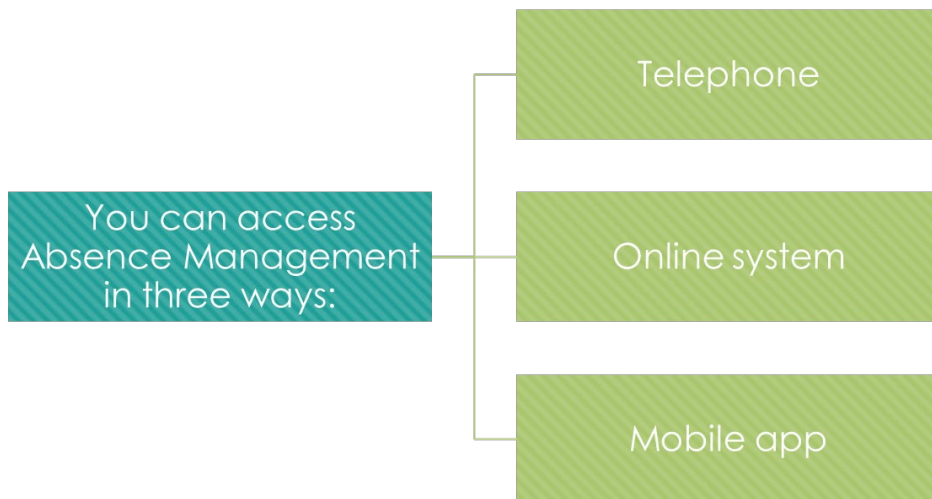 You can access
Absence Management
in three ways:
Telephone
Online system
Mobile app